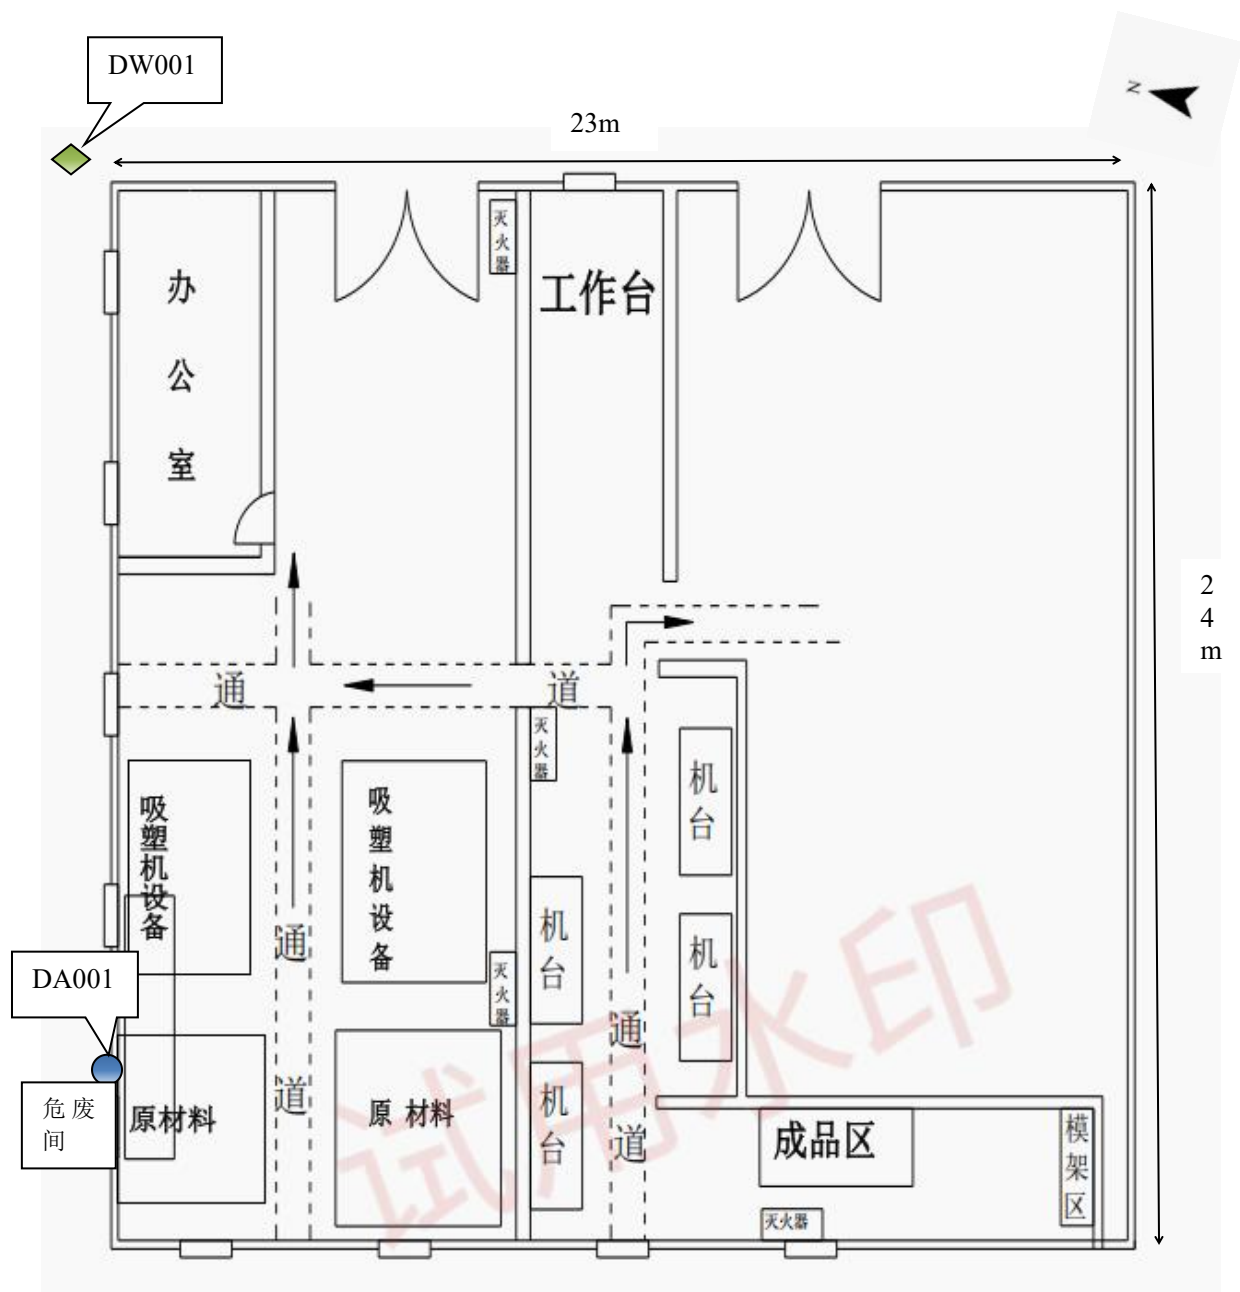 DW001
23m
N
办公室
灭火器
工作台
24m
通
道
灭火器
吸塑机设备
吸塑机设备
机台
机台
机台
机台
灭火器
通道
通道
DA001
危废间
原材料
原 材料
成品区
模架区
灭火器
试用水印